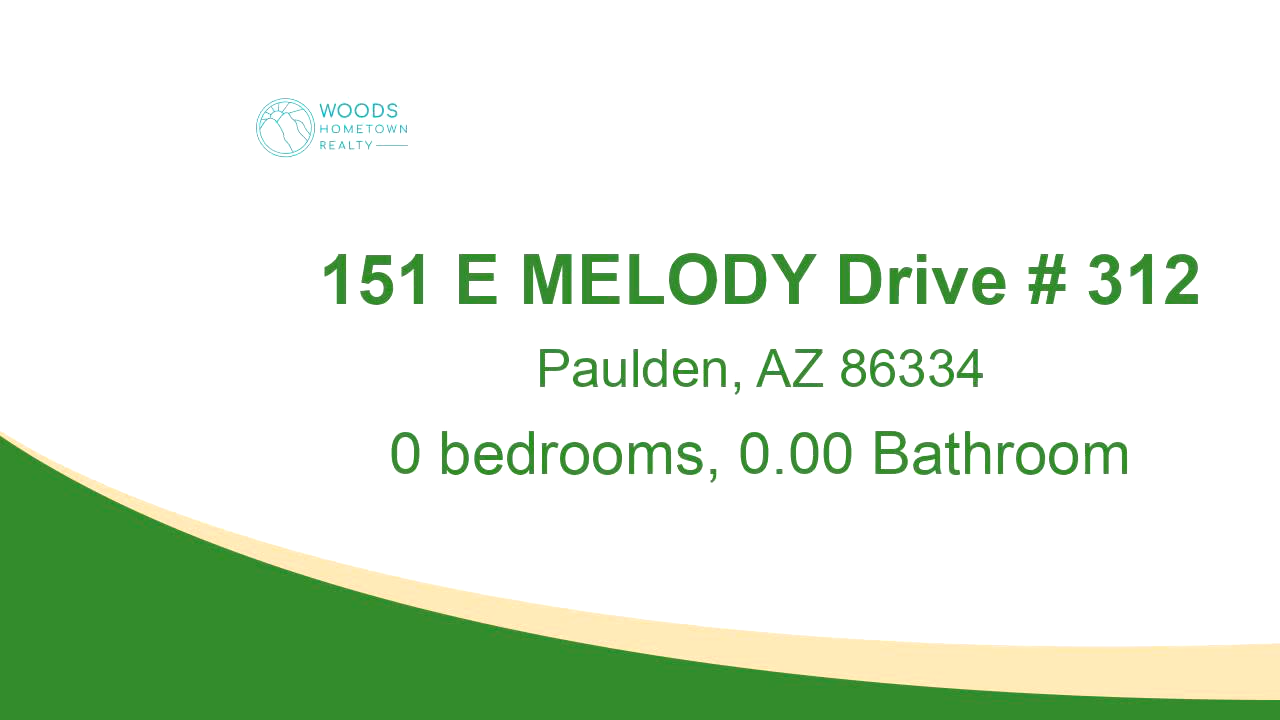 WOODS
HOMETOWN
REALTY
151 E MELODY Drive # 312
Paulden, AZ 86334
0 bedrooms, 0.00 Bathroom